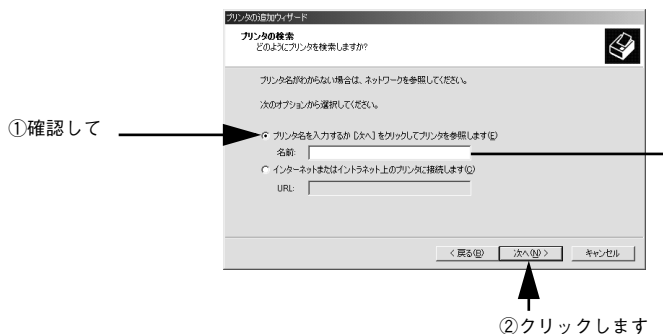 プリンタの追加ウィザード
プリンタの検索
どのようにプリンタを検索しますか?
プリンタ名がわからない場合は、ネットワークを参照してください。
次のオプションから選択してください。
①確認して
プリンタ名を入力するか [次へ] をクリックしてプリンタを参照します(E)
名前:
インターネットまたはイントラネット上のプリンタに接続します(C)
URL:
< 戻る(B) 次へ(N) > キャンセル
②クリックします